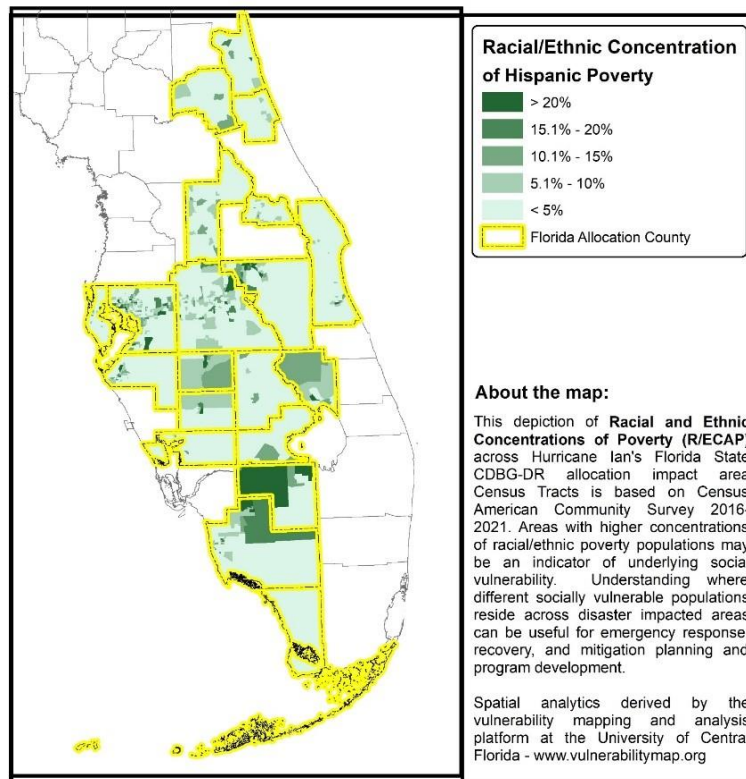 Racial/Ethnic Concentration
of Hispanic Poverty
> 20%
15.1% - 20%
10.1% - 15%
5.1% - 10%
< 5%
Florida Allocation County
About the map:
This depiction of Racial and Ethnic
Concentrations of Poverty (R/ECAP)
across Hurricane Ian's Florida State
CDBG-DR allocation impact area
Census Tracts is based on Census
American Community Survey 2016-
2021. Areas with higher concentrations
of racial/ethnic poverty populations may
be an indicator of underlying social
vulnerability. Understanding where
different socially vulnerable populations
reside across disaster impacted areas
can be useful for emergency response,
recovery, and mitigation planning and
program development.
Spatial analytics derived by the
vulnerability mapping and analysis
platform at the University of Central
Florida - www.vulnerabilitymap.org